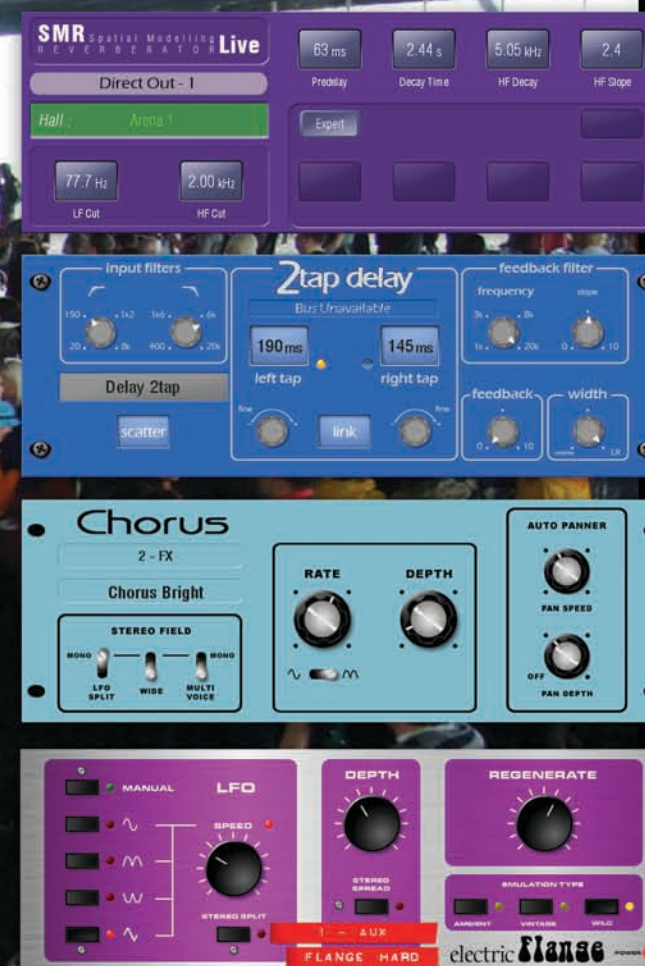 SMR Spatial Modelling
REVERBERATOR Live
Direct Out - 1
Hall : Arena 1
77.7 Hz
LF Cut
2.00 kHz
HF Cut
63 ms
Predelay
2.44 s
Decay Time
5.05 kHz
HF Decay
2.4
HF Slope
Expert
input filters
150 1k2
20 8k
1k6 6k
400 20k
Delay 2tap
scatter
2tap delay
Bus Unavailable
190 ms
left tap
145 ms
right tap
fine
link
fine
feedback filter
frequency
3k 8k
1k 20k
slope
0 10
feedback
0 10
width
mono LR
Chorus
2 - FX
Chorus Bright
STEREO FIELD
MONO
MONO
LFO
SPLIT
WIDE
MULTI
VOICE
RATE
DEPTH
AUTO PANNER
PAN SPEED
OFF
PAN DEPTH
MANUAL
LFO
SPEED
STEREO SPLIT
DEPTH
STEREO
SPREAD
REGENERATE
EMULATION TYPE
AMBIENT
VINTAGE
WILD
1 - AUX
FLANGE HARD
electric Flange
POWER